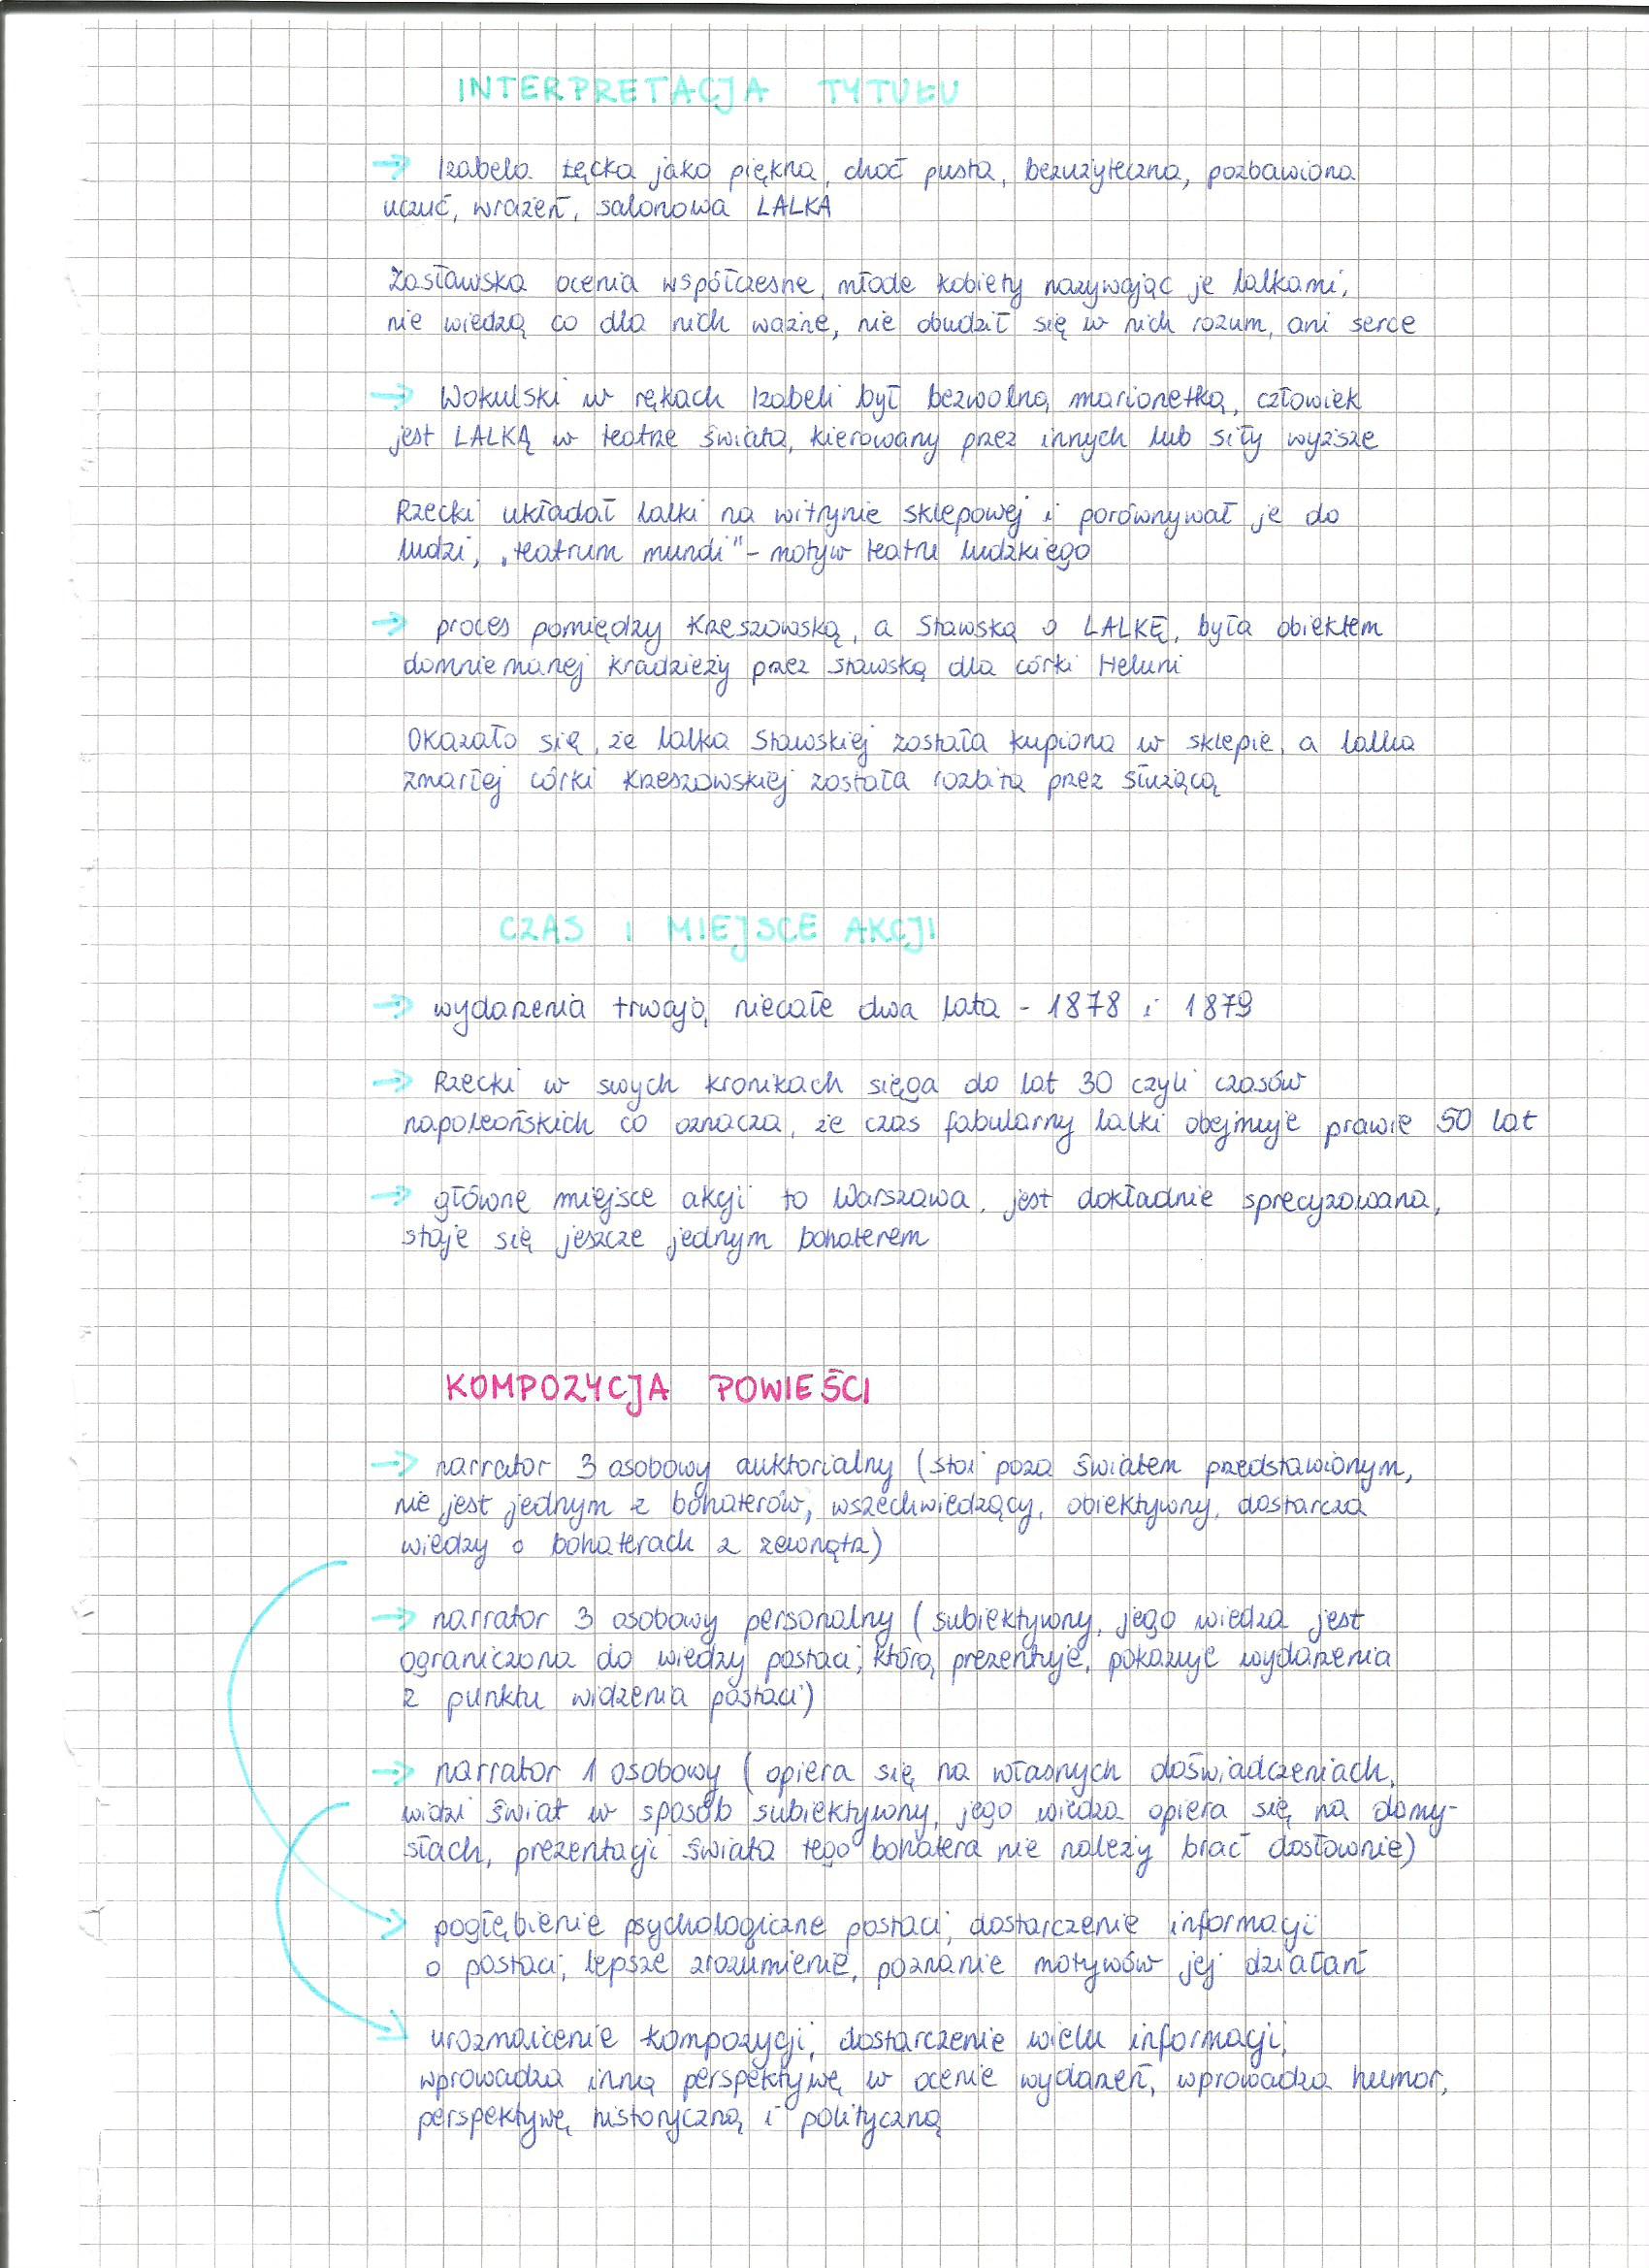 INTERPRETACJA TYTUŁU
→ Izabela Łęcka jako piękna, choć pusta, bezużyteczna, pozbawiona
uczuć, wrażeń, salonowa LALKA
Zasławska ocenia współczesne, młode kobiety nazywając je lalkami,
nie wiedzą co dla nich ważne, nie obudził się w nich rozum, ani serce
→ Wokulski w rękach Izabeli był bezwolną marionetką, człowiek
jest LALKĄ w teatrze świata, kierowany przez innych lub siły wyższe
Rzecki układał lalki na witrynie sklepowej i porównywał je do
ludzi, „teatrum mundi" - motyw teatru ludzkiego
→ proces pomiędzy Krzeszowską, a Stawską o LALKĘ, była obiektem
domniemanej kradzieży przez Stawską dla córki Heluni
Okazało się, że lalka Stawskiej została kupiona w sklepie, a lalka
zmarłej córki Krzeszowskiej została rozbita przez służącą
CZAS I MIEJSCE AKCJI
→ wydarzenia trwają niecałe dwa lata - 1878 i 1879
→ Rzecki w swych kronikach sięga do lat 30 czyli czasów
napoleońskich co oznacza, że czas fabularny lalki obejmuje prawie 50 lat
→ główne miejsce akcji to Warszawa, jest dokładnie sprecyzowana,
staje się jeszcze jednym bohaterem
KOMPOZYCJA POWIEŚCI
→ narrator 3 osobowy auktorialny (stoi poza światem przedstawionym,
nie jest jednym z bohaterów, wszechwiedzący, obiektywny, dostarcza
wiedzy o bohaterach z zewnątrz)
→ narrator 3 osobowy personalny (subiektywny, jego wiedza jest
ograniczona do wiedzy postaci, którą prezentuje, pokazuje wydarzenia
z punktu widzenia postaci)
→ narrator 1 osobowy (opiera się na własnych doświadczeniach,
widzi świat w sposób subiektywny, jego wiedza opiera się na domy-
słach, prezentacji świata tego bohatera nie należy brać dosłownie)
→ pogłębienie psychologiczne postaci, dostarczenie informacji
o postaci, lepsze zrozumienie, poznanie motywów jej działań
→ urozmaicenie kompozycji, dostarczenie wielu informacji,
wprowadza inną perspektywę w ocenie wydarzeń, wprowadza humor,
perspektywę historyczną i polityczną